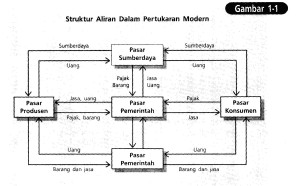 Gambar 1-1
Struktur Aliran Dalam Pertukaran Modern
Sumberdaya
Sumberdaya
Pasar
Sumberdaya
Uang
Uang
Pajak
Barang
Jasa
Uang
Pasar
Produsen
Jasa, uang
Pajak, barang
Pasar
Pemerintah
Pajak
Jasa
Pasar
Konsumen
Uang
Uang
Pasar
Pemerintah
Barang dan jasa
Barang dan jasa